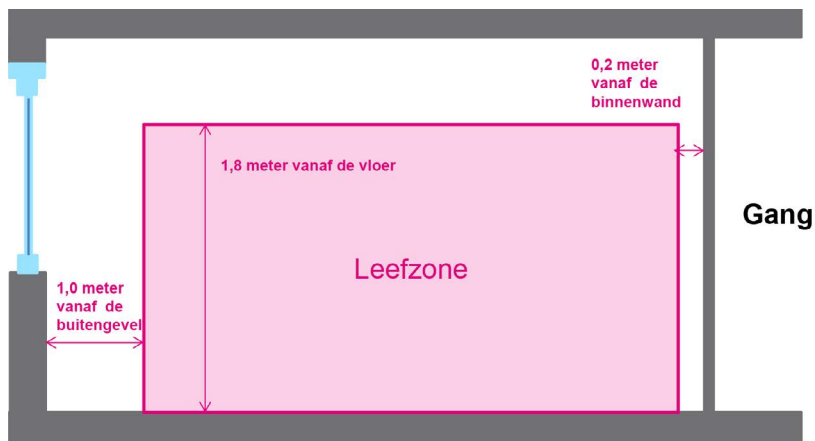 0,2 meter
vanaf de
binnenwand
1,8 meter vanaf de vloer
Gang
Leefzone
1,0 meter
vanaf de
buitengevel